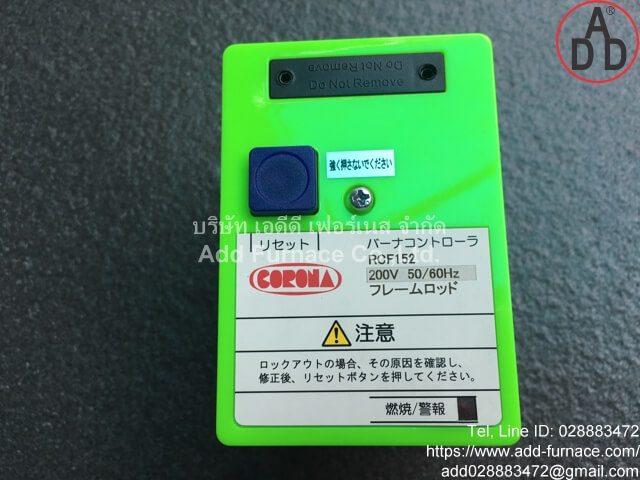 ADD
Do Not Remove
Do Not Remove
強く押さないでください
リセット
バーナコントローラ
RCF152
200V 50/60Hz
フレームロッド
CORONA
บริษัท เอดีดี เฟอร์เนส จำกัด
Add Furnace Co.,Ltd.
注意
ロックアウトの場合、その原因を確認し、
修正後、リセットボタンを押してください。
燃焼/警報
Tel, Line ID: 028883472
https://www.add-furnace.com/
add028883472@gmail.com